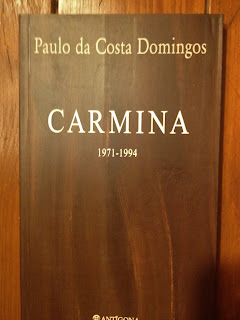 Paulo da Costa Domingos
CARMINA
1971-1994
ANTÍGONA